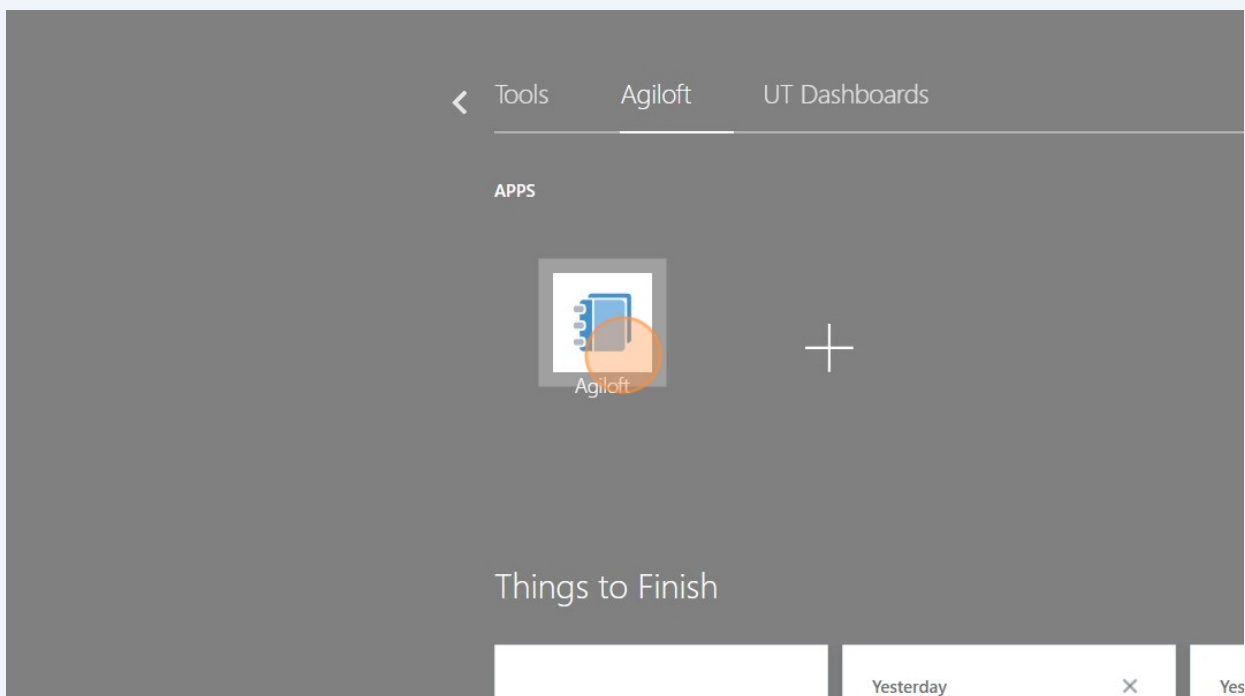 Tools Agiloft UT Dashboards
APPS
Agiloft
Things to Finish
Yesterday